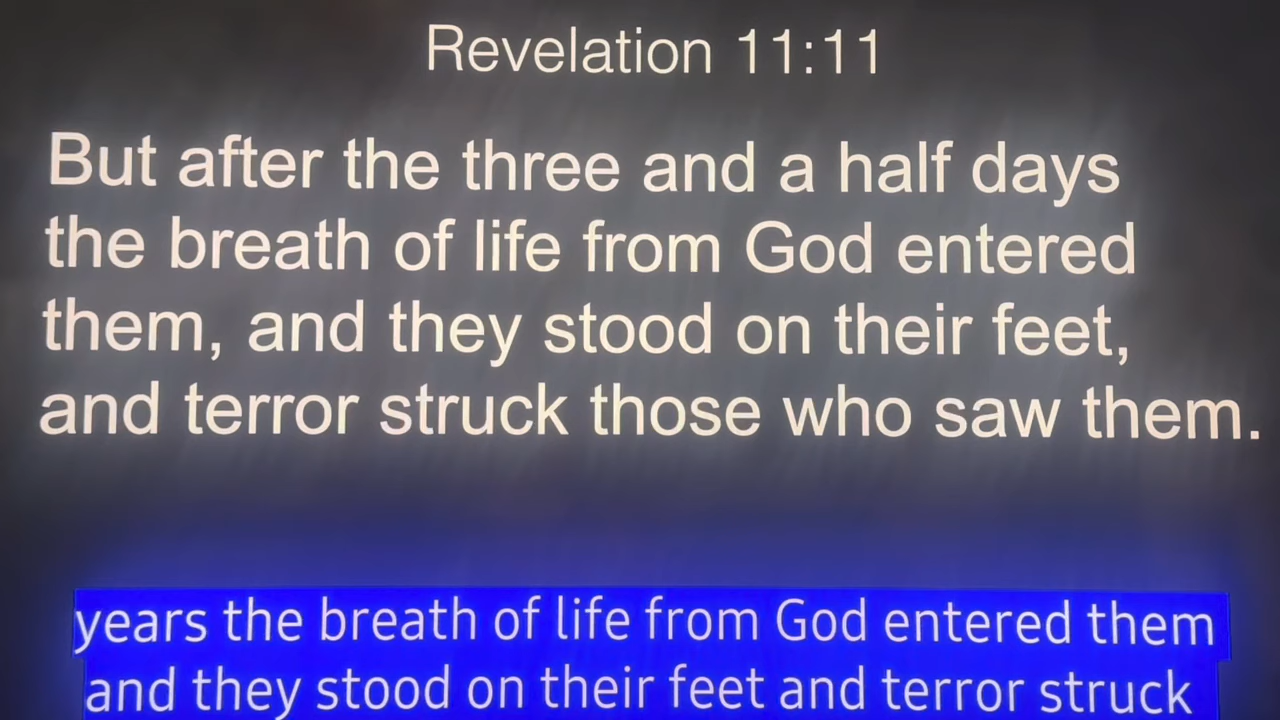 Revelation 11:11
But after the three and a half days
the breath of life from God entered
them, and they stood on their feet,
and terror struck those who saw them.
years the breath of life from God entered them
and they stood on their feet and terror struck